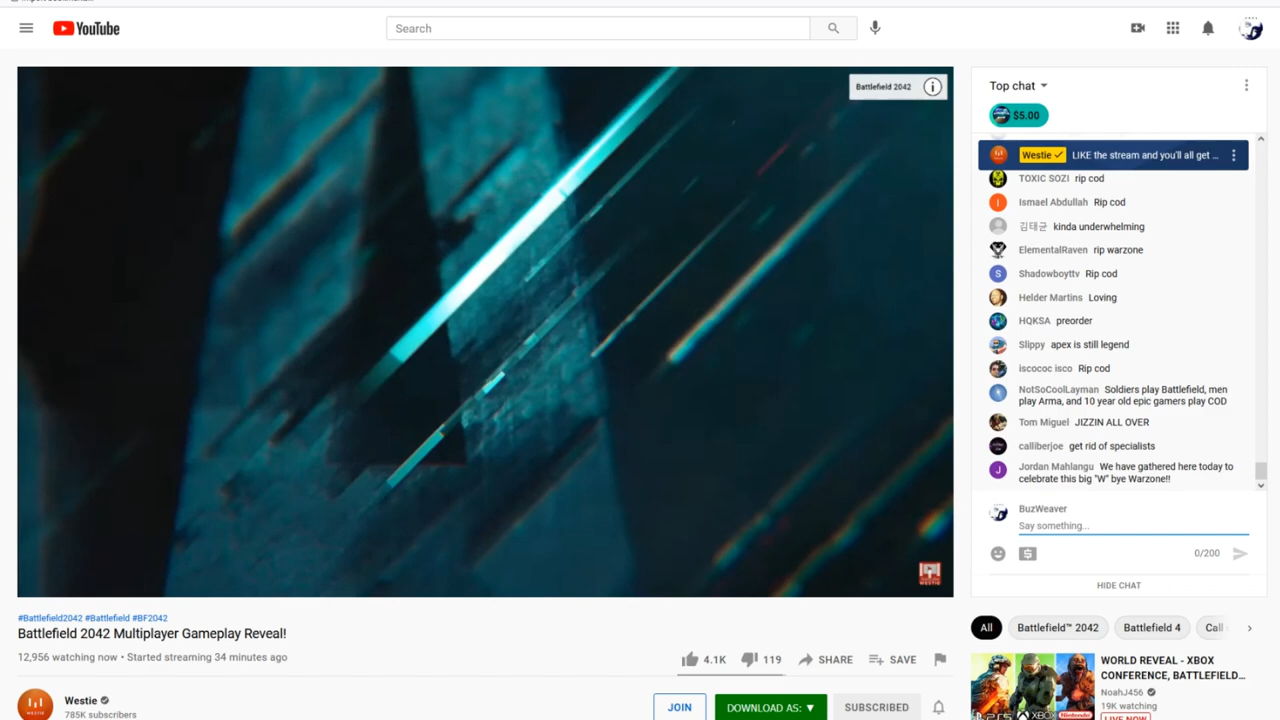 YouTube
Search
Battlefield 2042
Top chat
$5.00
Westie LIKE the stream and you'll all get ...
TOXIC SOZI rip cod
I
Ismael Abdullah Rip cod
김태균 kinda underwhelming
ElementalRaven rip warzone
S
Shadowboyttv Rip cod
Helder Martins Loving
HQKSA preorder
Slippy apex is still legend
iscococ isco Rip cod
NotSoCoolLayman Soldiers play Battlefield, men
play Arma, and 10 year old epic gamers play COD
Tom Miguel JIZZIN ALL OVER
calliberjoe get rid of specialists
J
Jordan Mahlangu We have gathered here today to
celebrate this big "W" bye Warzone!!
BuzWeaver
Say something...
0/200
HIDE CHAT
WESTIE
#Battlefield2042 #Battlefield #BF2042
Battlefield 2042 Multiplayer Gameplay Reveal!
12,956 watching now • Started streaming 34 minutes ago
4.1K 119 SHARE SAVE
Westie
785K subscribers
JOIN DOWNLOAD AS: ▼ SUBSCRIBED
All Battlefield™ 2042 Battlefield 4 Call
WORLD REVEAL - XBOX
CONFERENCE, BATTLEFIELD...
NoahJ456
19K watching
LIVE NOW
PS5 XBOX Nintendo